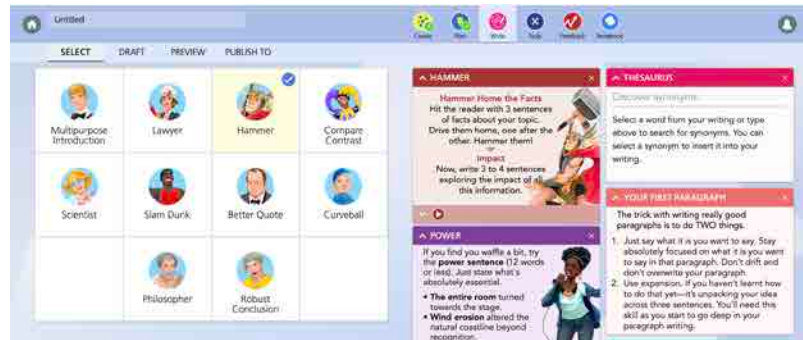 Untitled
Create
Plan
Write
Tools
Feedback
SELECT
DRAFT
PREVIEW
PUBLISH TO
Multipurpose
Introduction
Lawyer
Hammer
Compare
Contrast
Scientist
Slam Dunk
Better Quote
Curveball
Philosopher
Robust
Conclusion
HAMMER
Hammer Home the Facts
Hit the reader with 3 sentences
of facts about your topic.
Drive them home, one after the
other. Hammer them!
Impact
Now, write 3 to 4 sentences
exploring the impact of all
this information.
POWER
If you find you waffle a bit, try
the power sentence (12 words
or less). Just state what's
absolutely essential.
• The entire room turned
towards the stage.
• Wind erosion altered the
natural coastline beyond
recognition.
THESAURUS
Discover synonyms
Select a word from your writing or type
above to search for synonyms. You can
select a synonym to insert it into your
writing.
YOUR FIRST PARAGRAPH
The trick with writing really good
paragraphs is to do TWO things.
1. Just say what it is you want to say. Stay
absolutely focused on what it is you want
to say in that paragraph. Don't drift and
don't overwrite your paragraph.
2. Use expansion. If you haven't learnt how
to do that yet—it's unpacking your idea
across three sentences. You'll need this
skill as you start to go deep in your
paragraph writing.